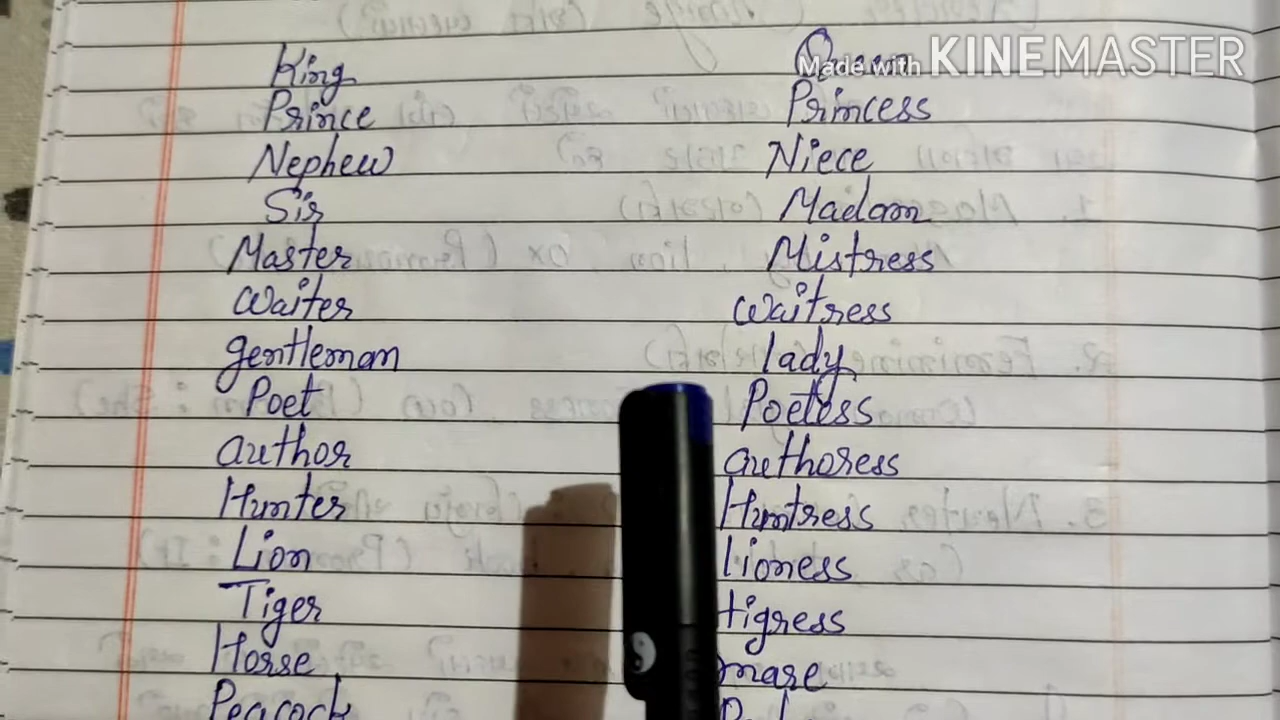 Made with KINEMASTER
King Queen
Prince Princess
Nephew Niece
Sir Madam
Master Mistress
Waiter Waitress
gentleman lady
Poet Poetess
author authoress
Hunter Huntress
Lion lioness
Tiger tigress
Horse mare
Peacock